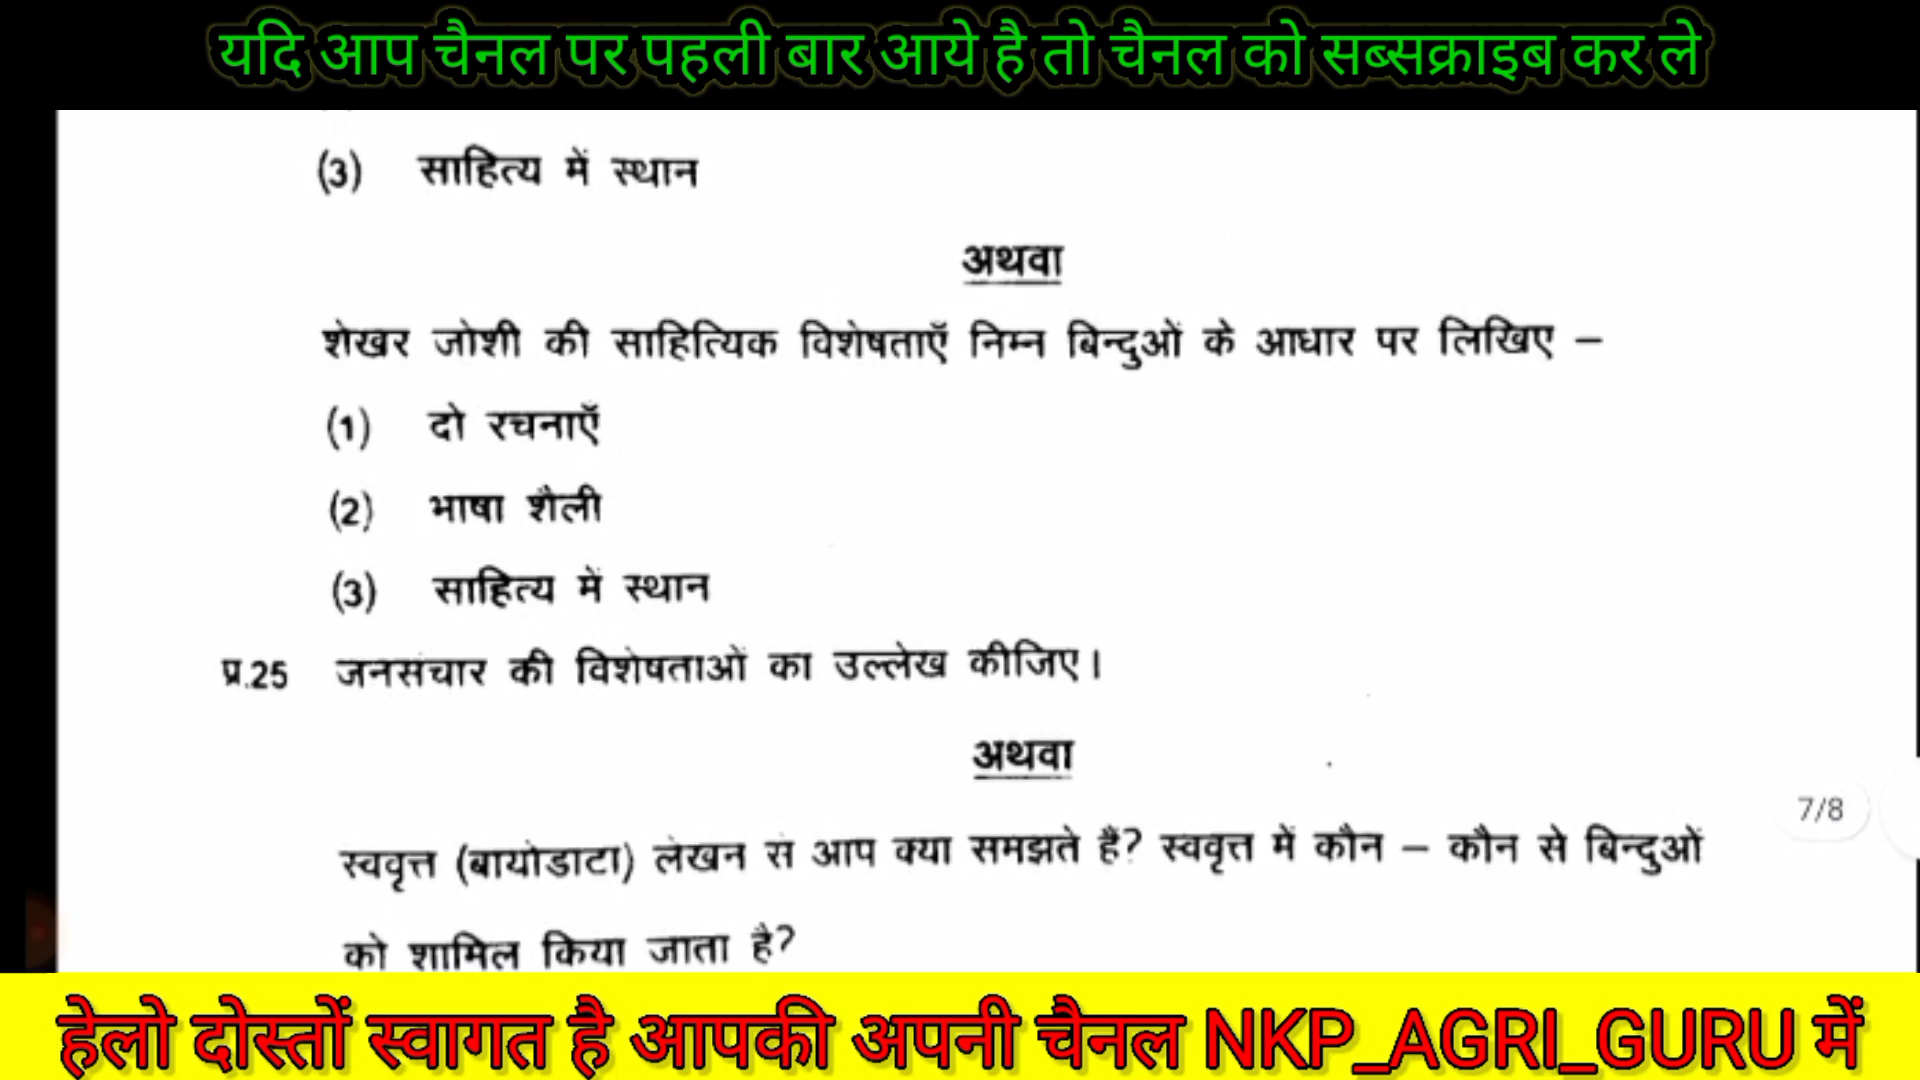 यदि आप चैनल पर पहली बार आये है तो चैनल को सब्सक्राइब कर ले
(3) साहित्य में स्थान
अथवा
शेखर जोशी की साहित्यिक विशेषताएँ निम्न बिन्दुओं के आधार पर लिखिए –
(1) दो रचनाएँ
(2) भाषा शैली
(3) साहित्य में स्थान
प्र.25 जनसंचार की विशेषताओं का उल्लेख कीजिए।
अथवा
7/8
स्ववृत्त (बायोडाटा) लेखन से आप क्या समझते हैं? स्ववृत्त में कौन – कौन से बिन्दुओं
को शामिल किया जाता है?
हेलो दोस्तों स्वागत है आपकी अपनी चैनल NKP_AGRI_GURU में